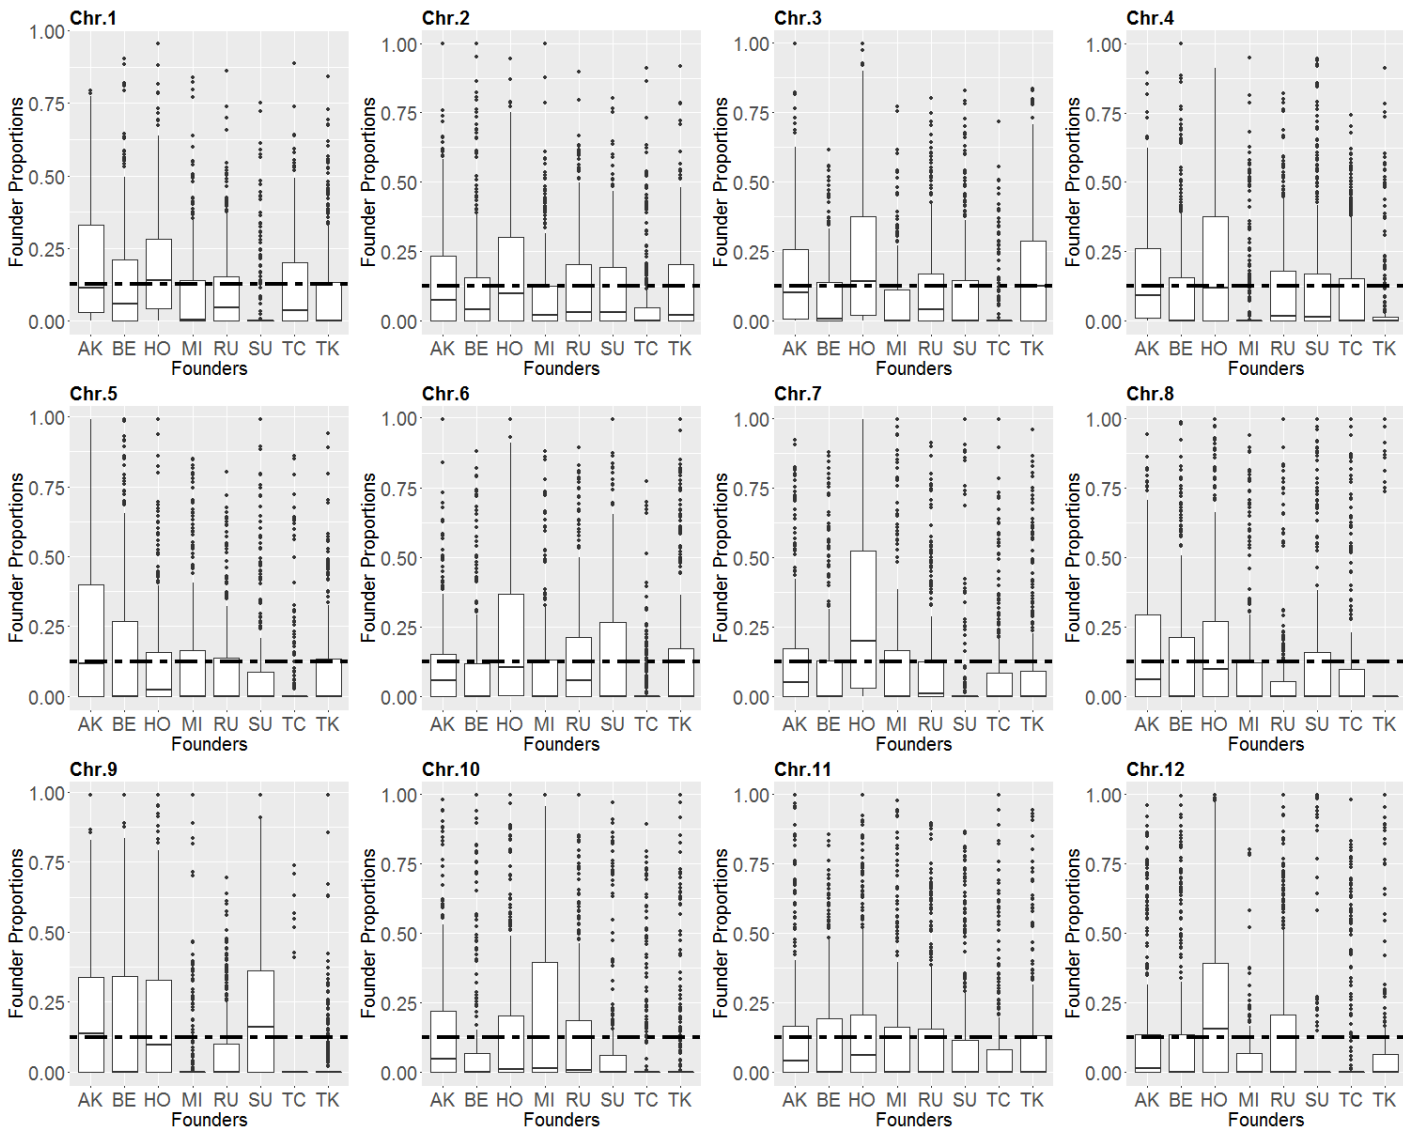 Chr.1
Chr.2
Chr.3
Chr.4
Founder Proportions
1.00
0.75
0.50
0.25
0.00
AK BE HO MI RU SU TC TK
Founders
Founder Proportions
1.00
0.75
0.50
0.25
0.00
AK BE HO MI RU SU TC TK
Founders
Founder Proportions
1.00
0.75
0.50
0.25
0.00
AK BE HO MI RU SU TC TK
Founders
Founder Proportions
1.00
0.75
0.50
0.25
0.00
AK BE HO MI RU SU TC TK
Founders
Chr.5
Chr.6
Chr.7
Chr.8
Founder Proportions
1.00
0.75
0.50
0.25
0.00
AK BE HO MI RU SU TC TK
Founders
Founder Proportions
1.00
0.75
0.50
0.25
0.00
AK BE HO MI RU SU TC TK
Founders
Founder Proportions
1.00
0.75
0.50
0.25
0.00
AK BE HO MI RU SU TC TK
Founders
Founder Proportions
1.00
0.75
0.50
0.25
0.00
AK BE HO MI RU SU TC TK
Founders
Chr.9
Chr.10
Chr.11
Chr.12
Founder Proportions
1.00
0.75
0.50
0.25
0.00
AK BE HO MI RU SU TC TK
Founders
Founder Proportions
1.00
0.75
0.50
0.25
0.00
AK BE HO MI RU SU TC TK
Founders
Founder Proportions
1.00
0.75
0.50
0.25
0.00
AK BE HO MI RU SU TC TK
Founders
Founder Proportions
1.00
0.75
0.50
0.25
0.00
AK BE HO MI RU SU TC TK
Founders